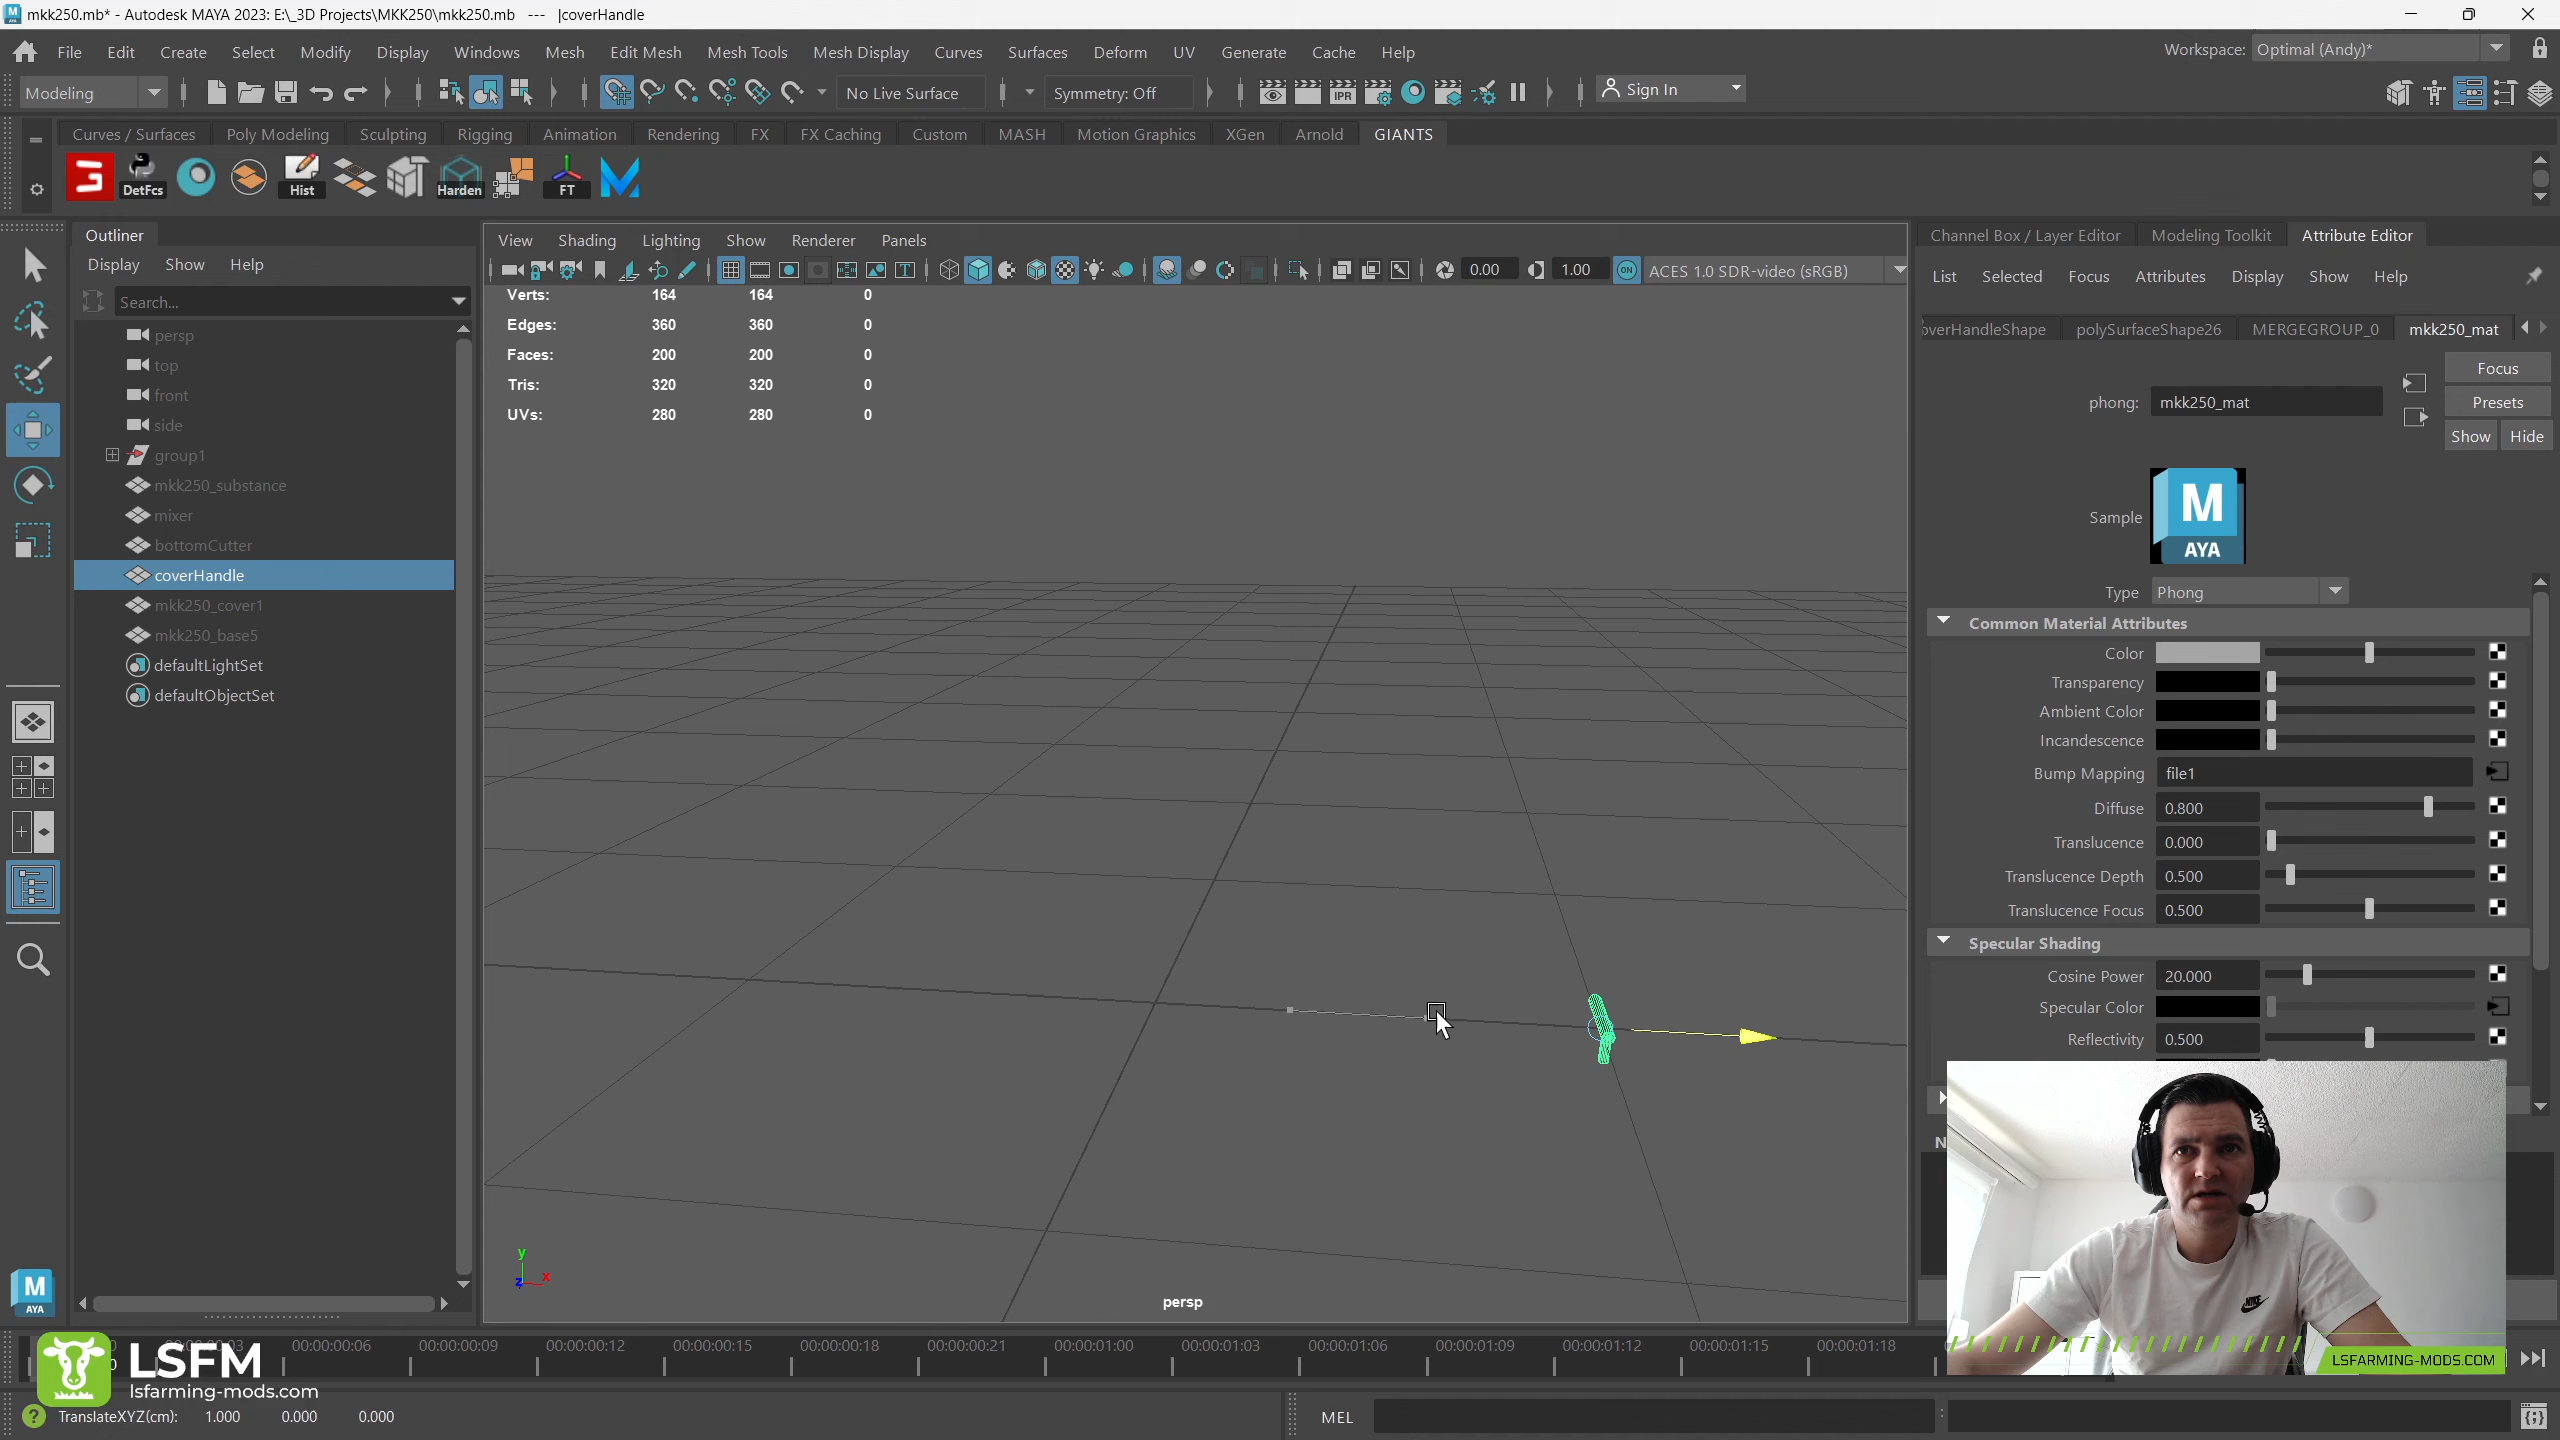 mkk250.mb* - Autodesk MAYA 2023: E:\_3D Projects\MKK250\mkk250.mb   ---   |coverHandle
File Edit Create Select Modify Display Windows Mesh Edit Mesh Mesh Tools Mesh Display Curves Surfaces Deform UV Generate Cache Help
Workspace: Optimal (Andy)*
Modeling
No Live Surface
Symmetry: Off
IPR
Sign In
Curves / Surfaces Poly Modeling Sculpting Rigging Animation Rendering FX FX Caching Custom MASH Motion Graphics XGen Arnold GIANTS
DetFcs Hist Harden FT
Outliner
Display Show Help
Search...
persp
top
front
side
group1
mkk250_substance
mixer
bottomCutter
coverHandle
mkk250_cover1
mkk250_base5
defaultLightSet
defaultObjectSet
View Shading Lighting Show Renderer Panels
0.00 1.00 ON ACES 1.0 SDR-video (sRGB)
Verts: 164 164 0
Edges: 360 360 0
Faces: 200 200 0
Tris: 320 320 0
UVs: 280 280 0
y
z x
persp
Channel Box / Layer Editor Modeling Toolkit Attribute Editor
List Selected Focus Attributes Display Show Help
overHandleShape polySurfaceShape26 MERGEGROUP_0 mkk250_mat
Focus
phong: mkk250_mat
Presets
Show Hide
Sample
M
AYA
Type Phong
Common Material Attributes
Color
Transparency
Ambient Color
Incandescence
Bump Mapping file1
Diffuse 0.800
Translucence 0.000
Translucence Depth 0.500
Translucence Focus 0.500
Specular Shading
Cosine Power 20.000
Specular Color
Reflectivity 0.500
N
M
AYA
00:00:00:06 00:00:00:09 00:00:00:12 00:00:00:15 00:00:00:18 00:00:00:21 00:00:01:00 00:00:01:03 00:00:01:06 00:00:01:09 00:00:01:12 00:00:01:15 00:00:01:18
LSFM
lsfarming-mods.com
LSFARMING-MODS.COM
TranslateXYZ(cm): 1.000 0.000 0.000
MEL